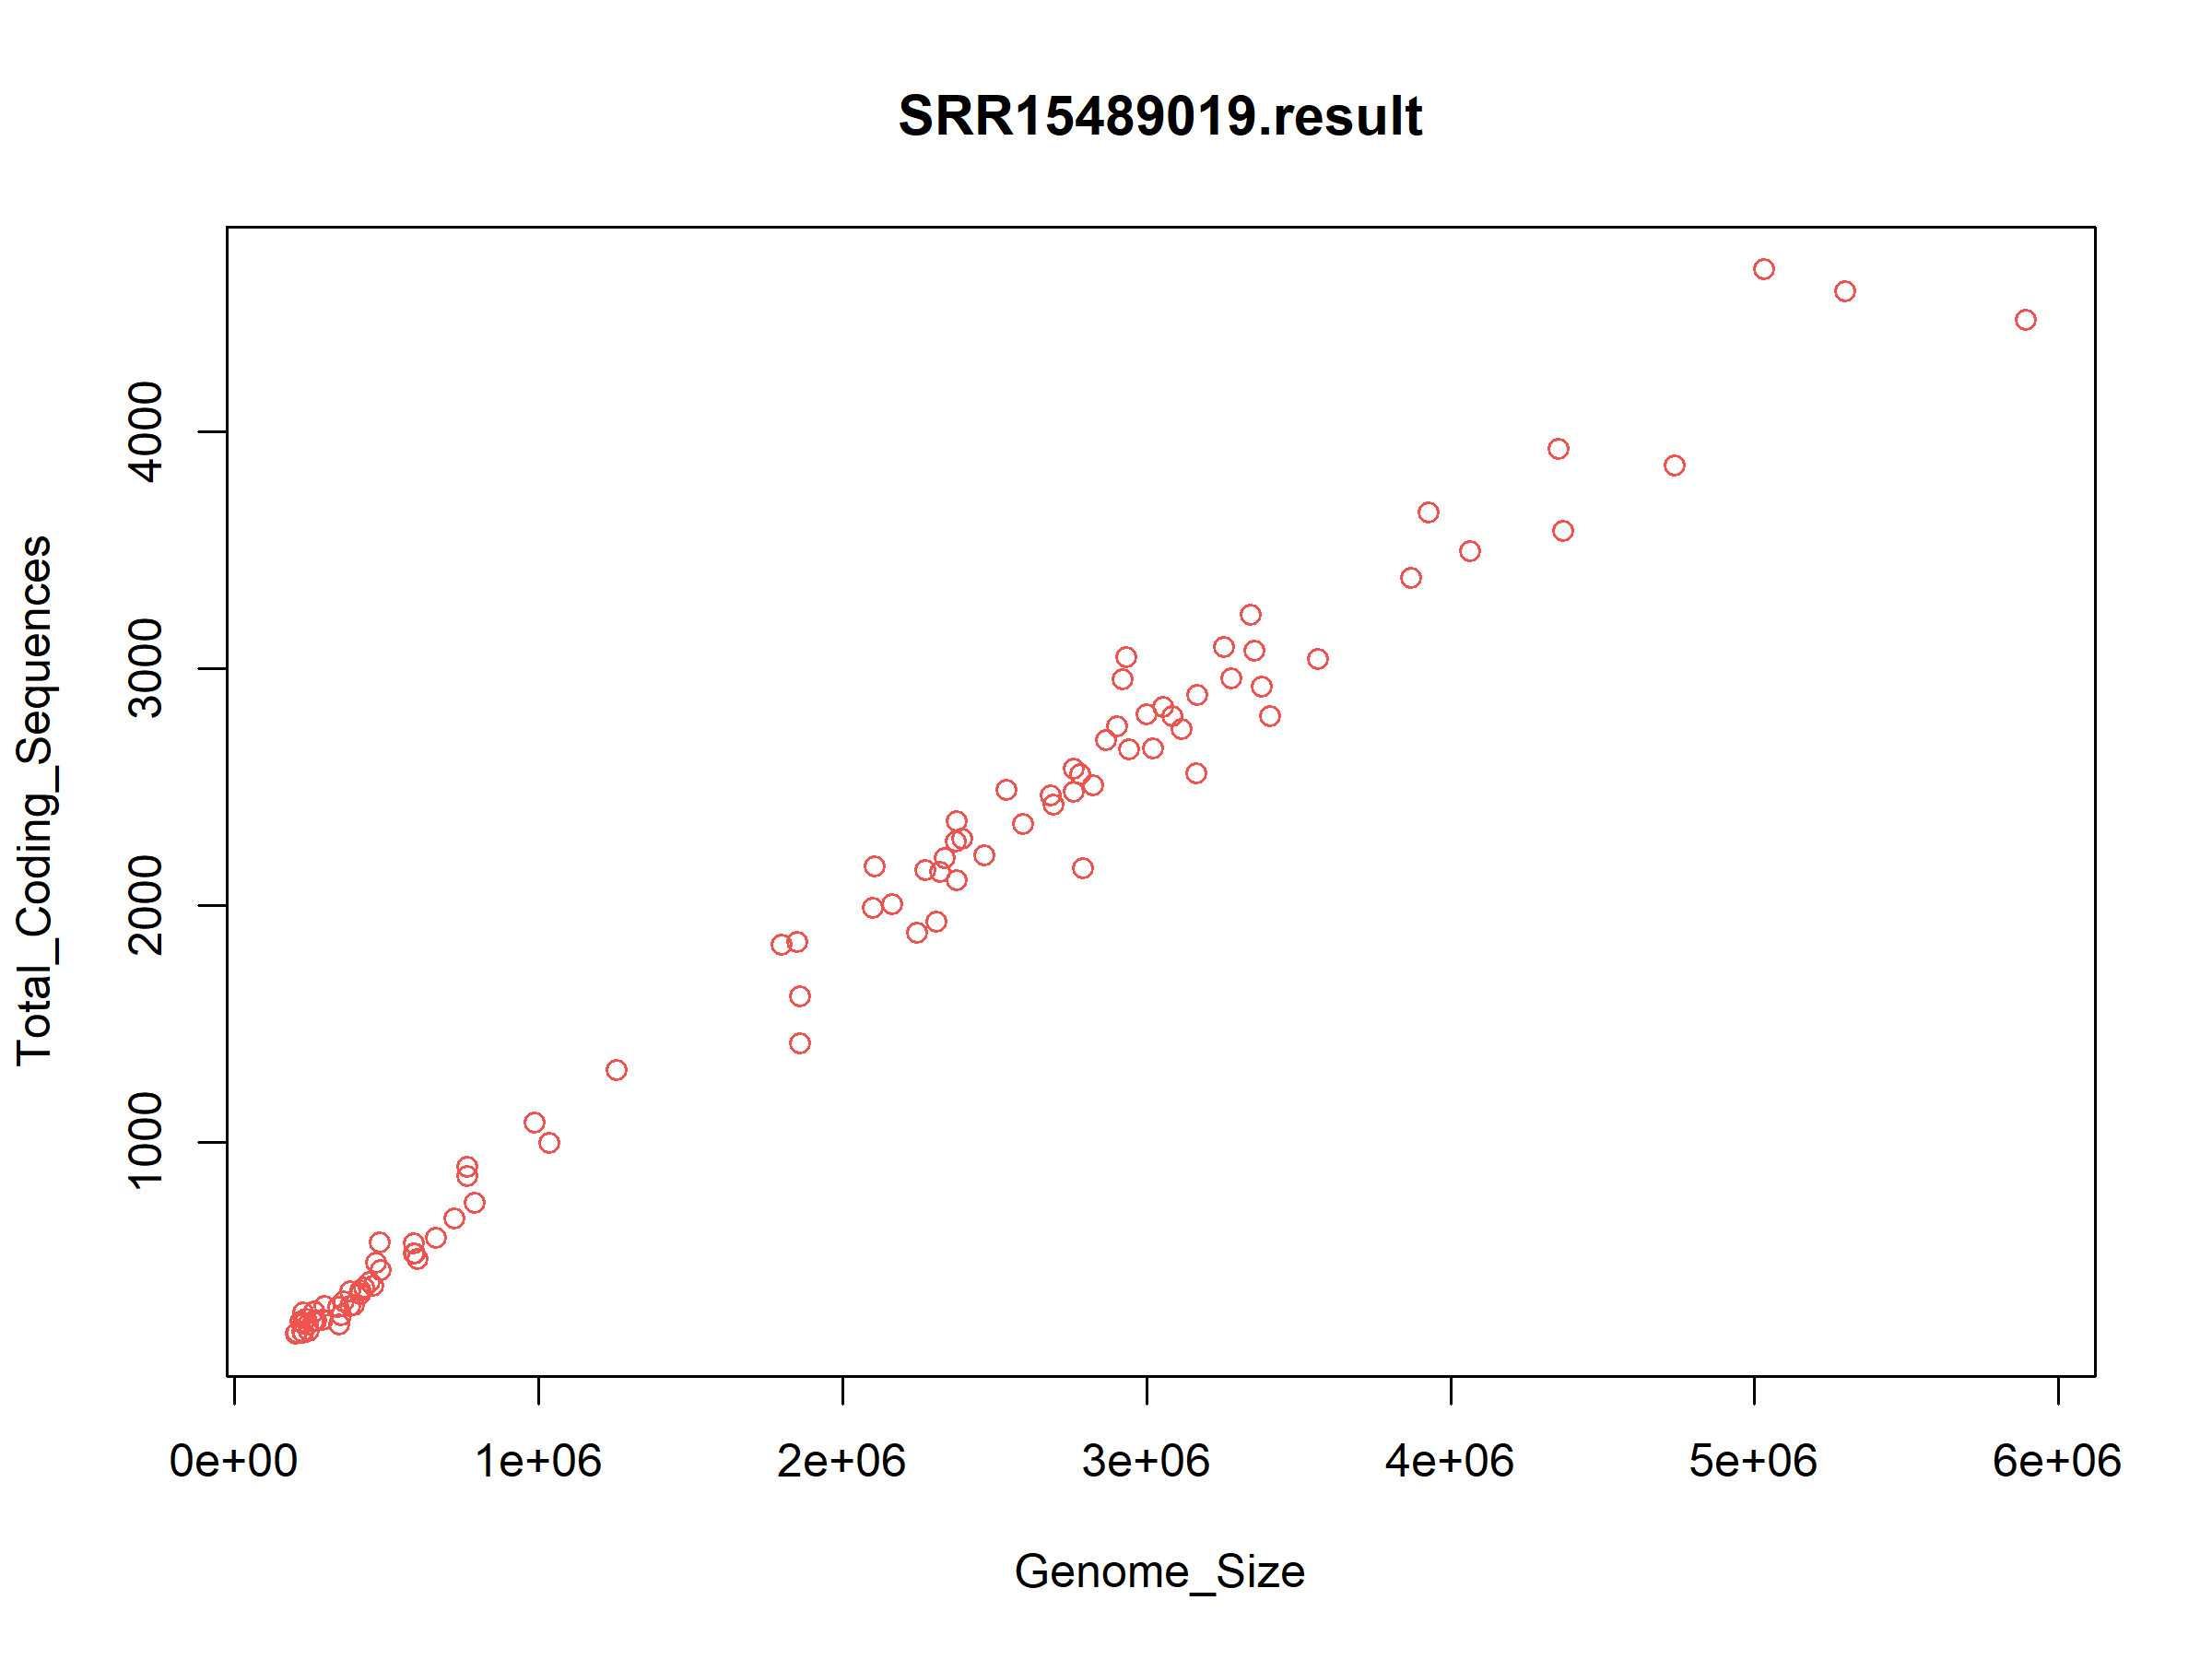 SRR15489019.result
Total_Coding_Sequences
4000
3000
2000
1000
0e+00 1e+06 2e+06 3e+06 4e+06 5e+06 6e+06
Genome_Size